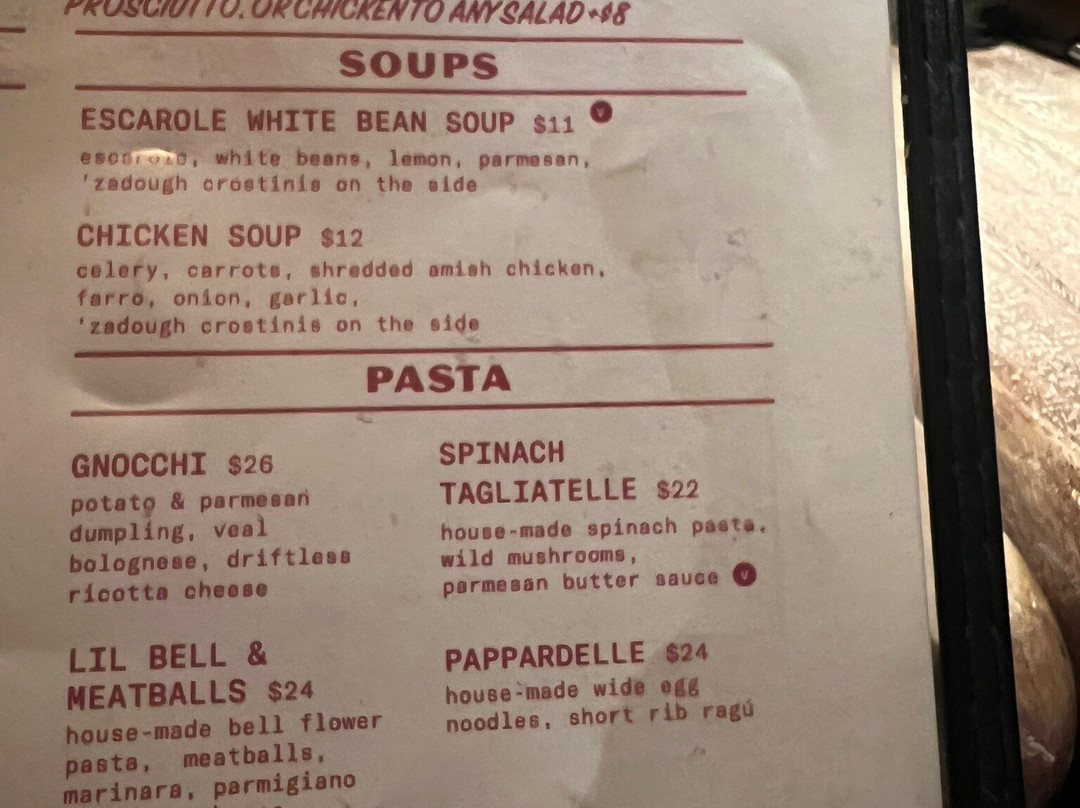 PROSCIUTTO, OR CHICKEN TO ANY SALAD +$8
SOUPS
ESCAROLE WHITE BEAN SOUP $11 V
escarole, white beans, lemon, parmesan,
'zadough crostinis on the side
CHICKEN SOUP $12
celery, carrots, shredded amish chicken,
farro, onion, garlic,
'zadough crostinis on the side
PASTA
GNOCCHI $26
potato & parmesan
dumpling, veal
bolognese, driftless
ricotta cheese
LIL BELL &
MEATBALLS $24
house-made bell flower
pasta, meatballs,
marinara, parmigiano
SPINACH
TAGLIATELLE $22
house-made spinach pasta,
wild mushrooms,
parmesan butter sauce V
PAPPARDELLE $24
house-made wide egg
noodles, short rib ragú